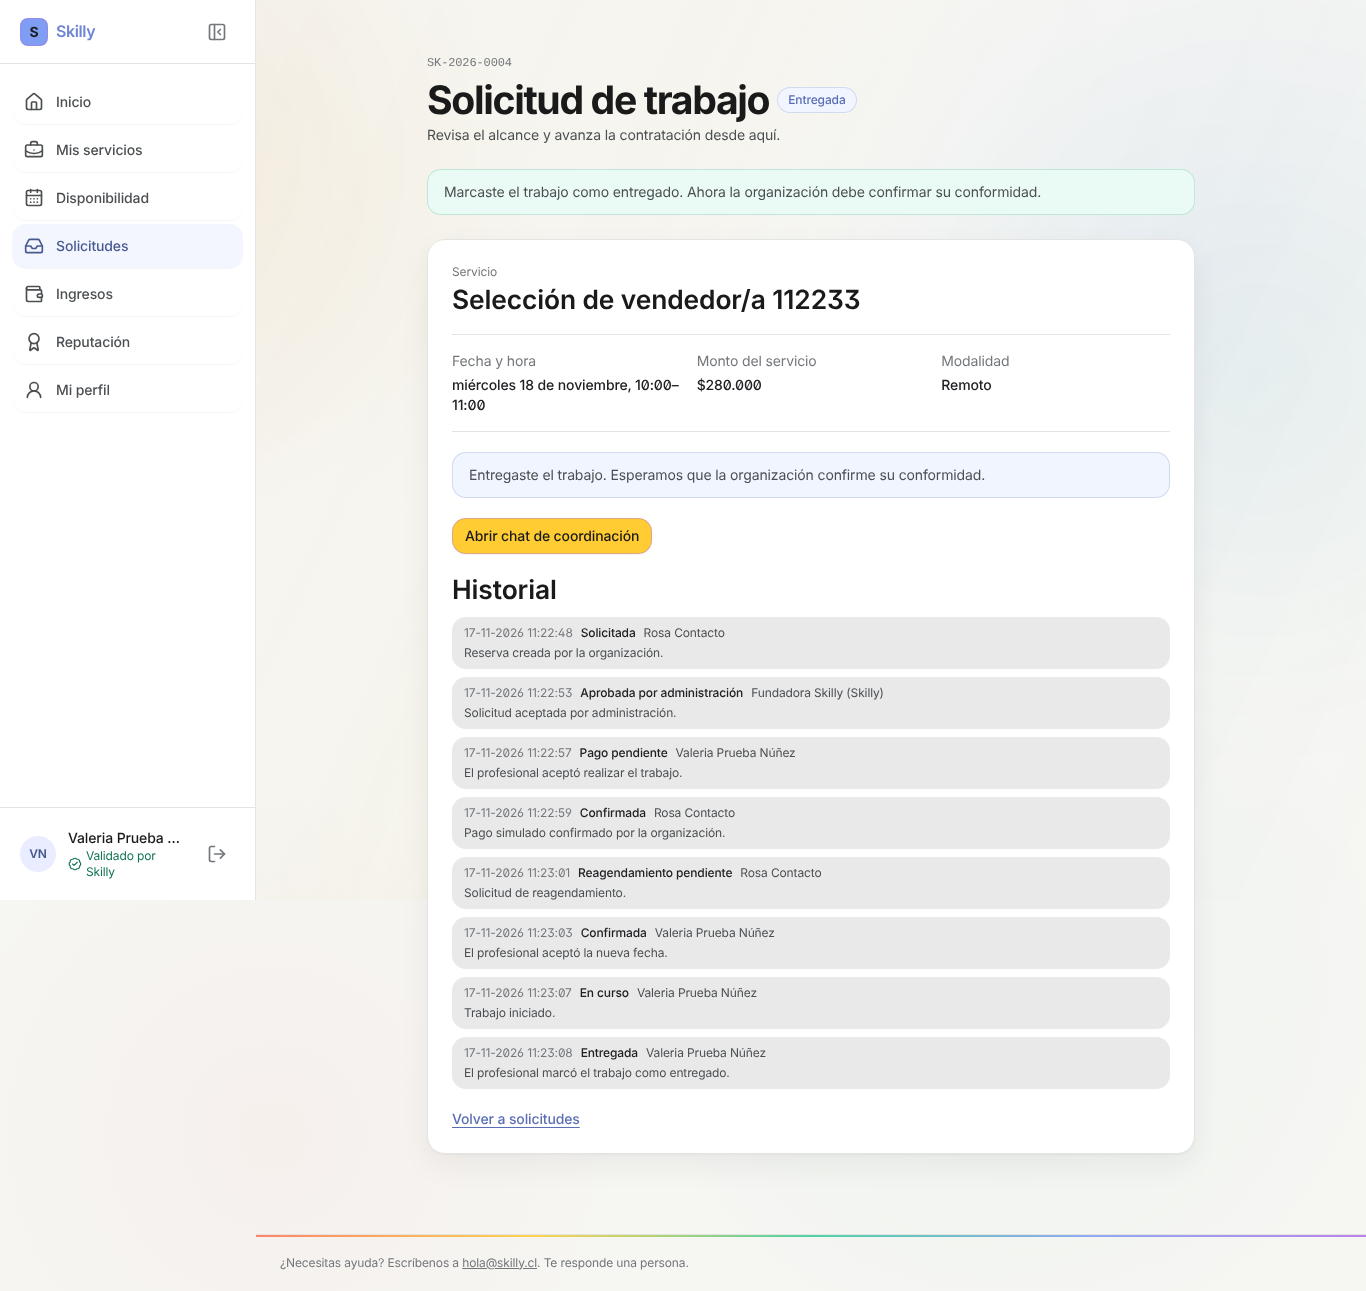 S Skilly
Inicio
Mis servicios
Disponibilidad
Solicitudes
Ingresos
Reputación
Mi perfil
VN
Valeria Prueba ...
Validado por
Skilly
SK-2026-0004
Solicitud de trabajo Entregada
Revisa el alcance y avanza la contratación desde aquí.
Marcaste el trabajo como entregado. Ahora la organización debe confirmar su conformidad.
Servicio
Selección de vendedor/a 112233
Fecha y hora
miércoles 18 de noviembre, 10:00–
11:00
Monto del servicio
$280.000
Modalidad
Remoto
Entregaste el trabajo. Esperamos que la organización confirme su conformidad.
Abrir chat de coordinación
Historial
17-11-2026 11:22:48 Solicitada Rosa Contacto
Reserva creada por la organización.
17-11-2026 11:22:53 Aprobada por administración Fundadora Skilly (Skilly)
Solicitud aceptada por administración.
17-11-2026 11:22:57 Pago pendiente Valeria Prueba Núñez
El profesional aceptó realizar el trabajo.
17-11-2026 11:22:59 Confirmada Rosa Contacto
Pago simulado confirmado por la organización.
17-11-2026 11:23:01 Reagendamiento pendiente Rosa Contacto
Solicitud de reagendamiento.
17-11-2026 11:23:03 Confirmada Valeria Prueba Núñez
El profesional aceptó la nueva fecha.
17-11-2026 11:23:07 En curso Valeria Prueba Núñez
Trabajo iniciado.
17-11-2026 11:23:08 Entregada Valeria Prueba Núñez
El profesional marcó el trabajo como entregado.
Volver a solicitudes
¿Necesitas ayuda? Escríbenos a hola@skilly.cl. Te responde una persona.